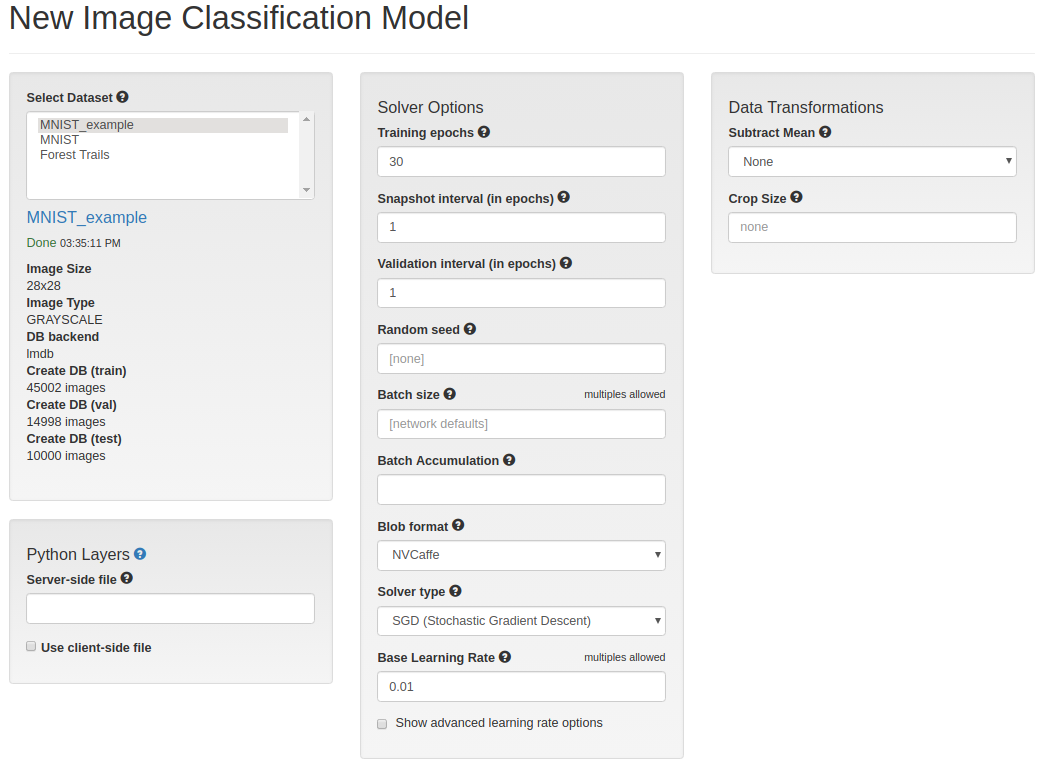 New Image Classification Model
Select Dataset
MNIST_example
MNIST
Forest Trails
MNIST_example
Done 03:35:11 PM
Image Size
28x28
Image Type
GRAYSCALE
DB backend
lmdb
Create DB (train)
45002 images
Create DB (val)
14998 images
Create DB (test)
10000 images
Python Layers
Server-side file
Use client-side file
Solver Options
Training epochs
30
Snapshot interval (in epochs)
1
Validation interval (in epochs)
1
Random seed
[none]
Batch size multiples allowed
[network defaults]
Batch Accumulation
Blob format
NVCaffe
Solver type
SGD (Stochastic Gradient Descent)
Base Learning Rate multiples allowed
0.01
Show advanced learning rate options
Data Transformations
Subtract Mean
None
Crop Size
none